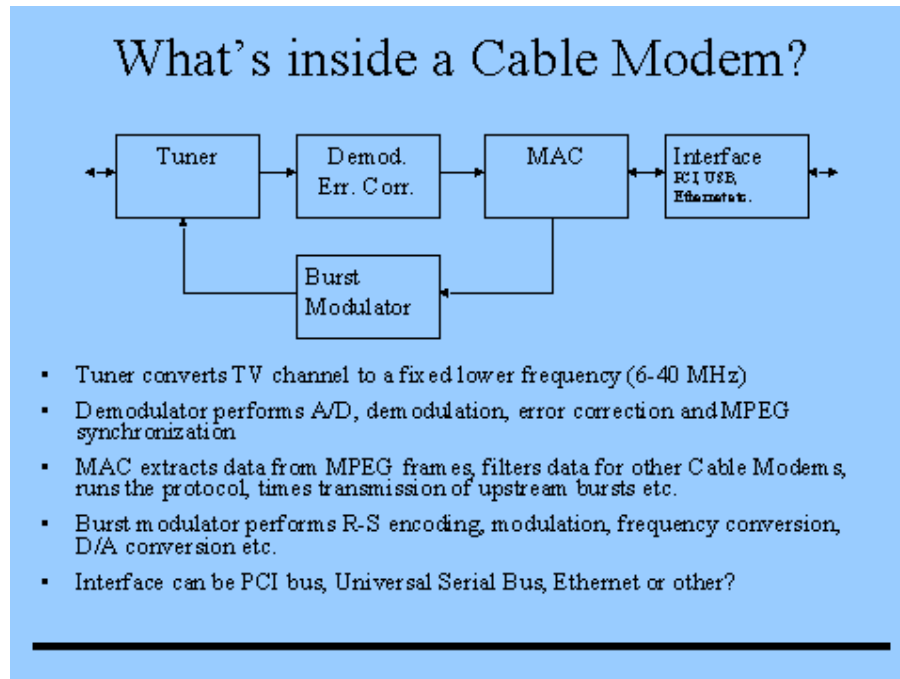 What's inside a Cable Modem?
Tuner
Demod.
Err. Corr.
MAC
Interface
PCI, USB,
Ethernet etc.
Burst
Modulator
▪ Tuner converts TV channel to a fixed lower frequency (6-40 MHz)
▪ Demodulator performs A/D, demodulation, error correction and MPEG
synchronization
▪ MAC extracts data from MPEG frames, filters data for other Cable Modems,
runs the protocol, times transmission of upstream bursts etc.
▪ Burst modulator performs R-S encoding, modulation, frequency conversion,
D/A conversion etc.
▪ Interface can be PCI bus, Universal Serial Bus, Ethernet or other?